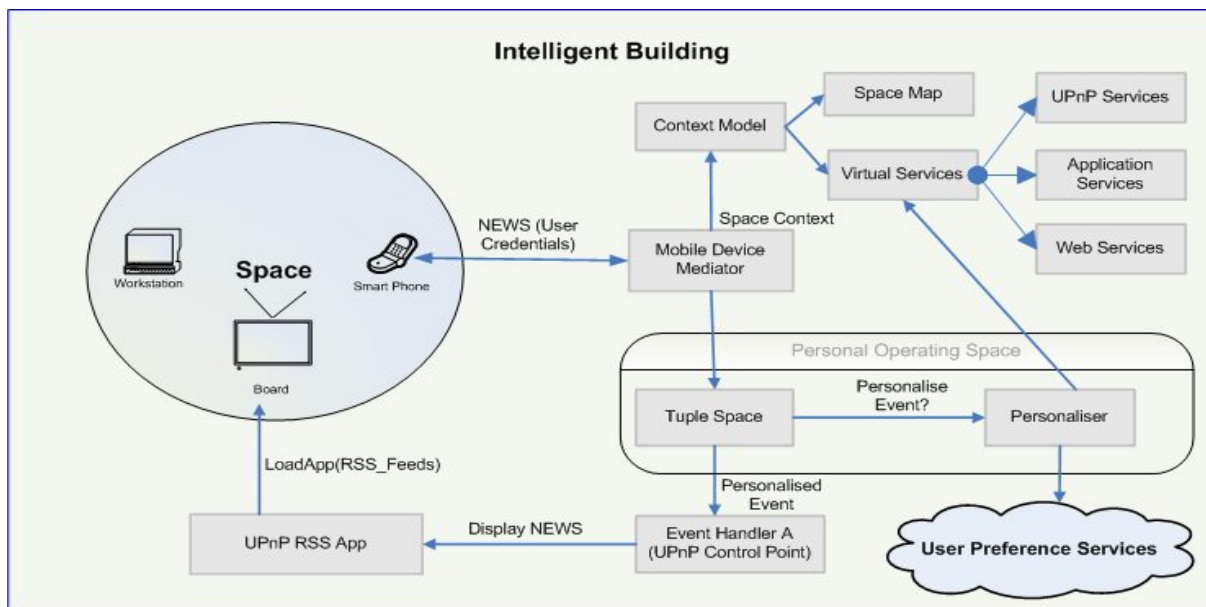 Intelligent Building
Space Map
UPnP Services
Context Model
Virtual Services
Application
Services
Web Services
Space Context
NEWS (User
Credentials)
Mobile Device
Mediator
Space
Workstation
Smart Phone
Board
Personal Operating Space
Tuple Space
Personalise
Event?
Personaliser
LoadApp(RSS_Feeds)
Personalised
Event
UPnP RSS App
Display NEWS
Event Handler A
(UPnP Control Point)
User Preference Services